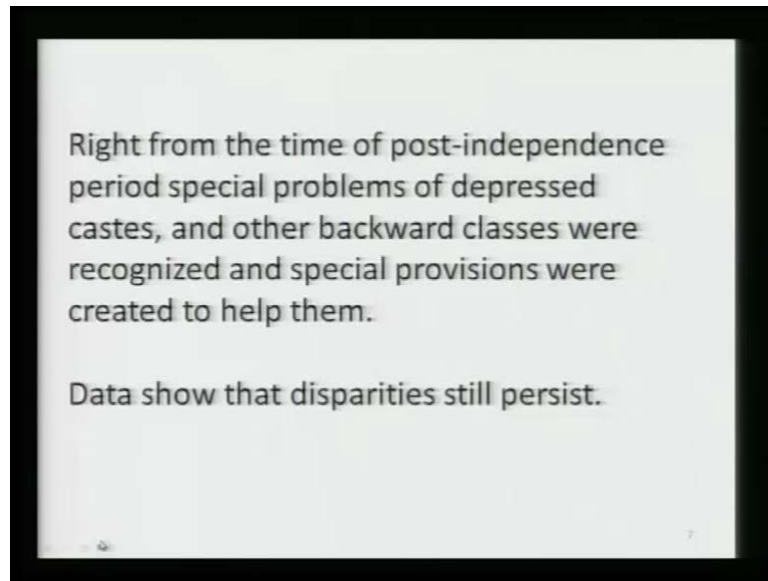 Right from the time of post-independence
period special problems of depressed
castes, and other backward classes were
recognized and special provisions were
created to help them.
Data show that disparities still persist.
7